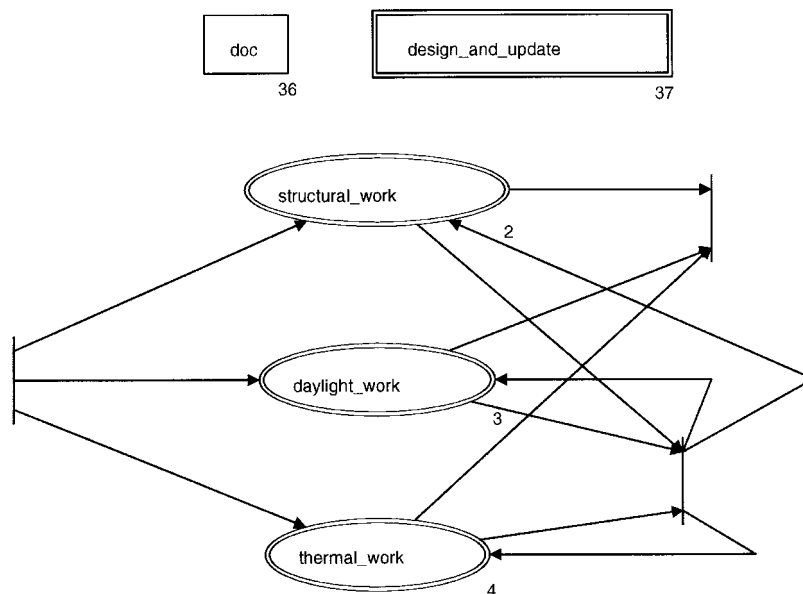 doc
36
design_and_update
37
structural_work
2
daylight_work
3
thermal_work
4